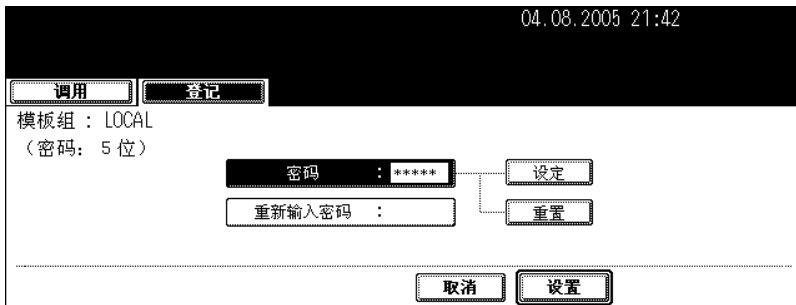 04.08.2005 21:42
调用 登记
模板组 : LOCAL
（密码: 5位）
密码 : ***** 设定
重新输入密码 : 重置
取消 设置